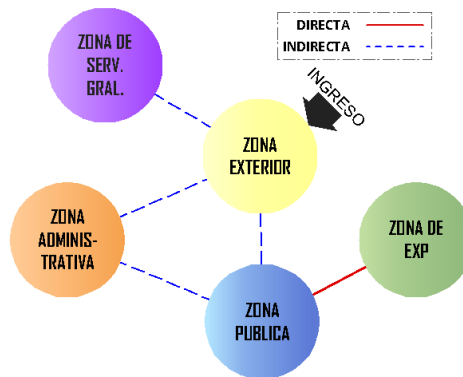 ZONA DE
SERV.
GRAL.
DIRECTA
INDIRECTA
INGRESO
ZONA
EXTERIOR
ZONA
ADMINIS-
TRATIVA
ZONA DE
EXP
ZONA
PUBLICA